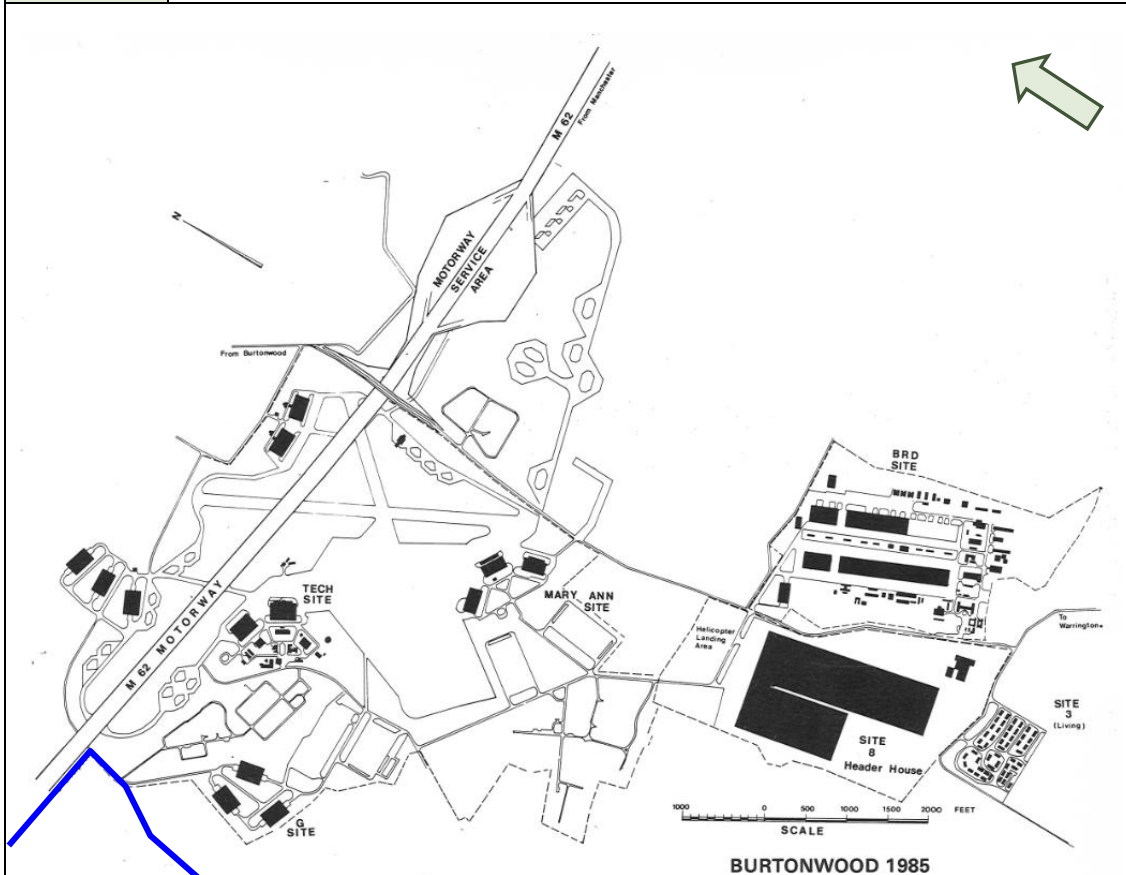 M 62
From Manchester
N
MOTORWAY
SERVICE
AREA
From Burtonwood
BRD
SITE
TECH
SITE
MARY ANN
SITE
M 62 MOTORWAY
Helicopter
Landing
Area
To
Warrington
SITE
3
(Living)
SITE
8
Header House
G
SITE
1000 0 500 1000 1500 2000 FEET
SCALE
BURTONWOOD 1985